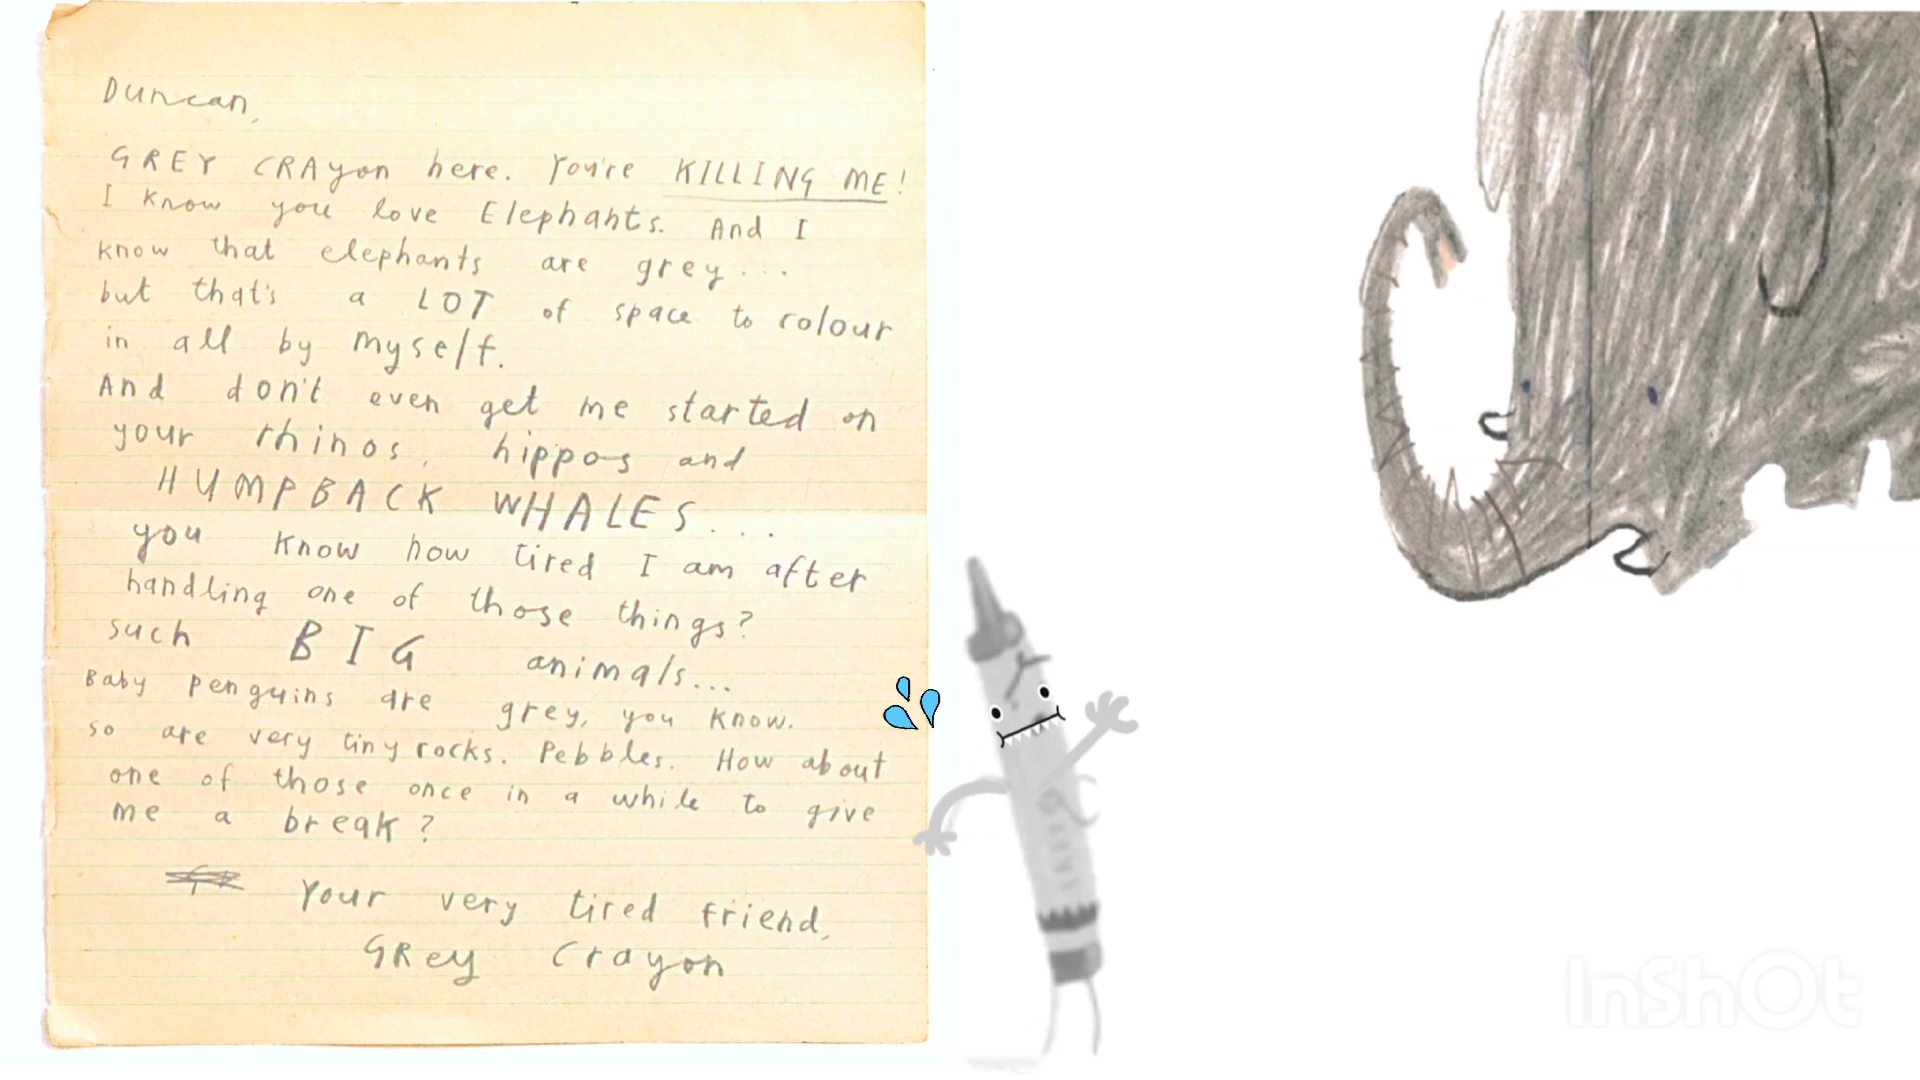 Duncan,
GREY CRAyon here. You're KILLING ME!
I know you love Elephants. And I
know that elephants are grey...
but that's a LOT of space to colour
in all by myself.
And don't even get me started on
your rhinos, hippos and
HUMPBACK WHALES....
you know how tired I am after
handling one of those things?
such BIG animals...
Baby penguins are grey, you know.
so are very tiny rocks. Pebbles. How about
one of those once in a while to give
me a break?
Your very tired friend,
GRey Crayon
InShOt